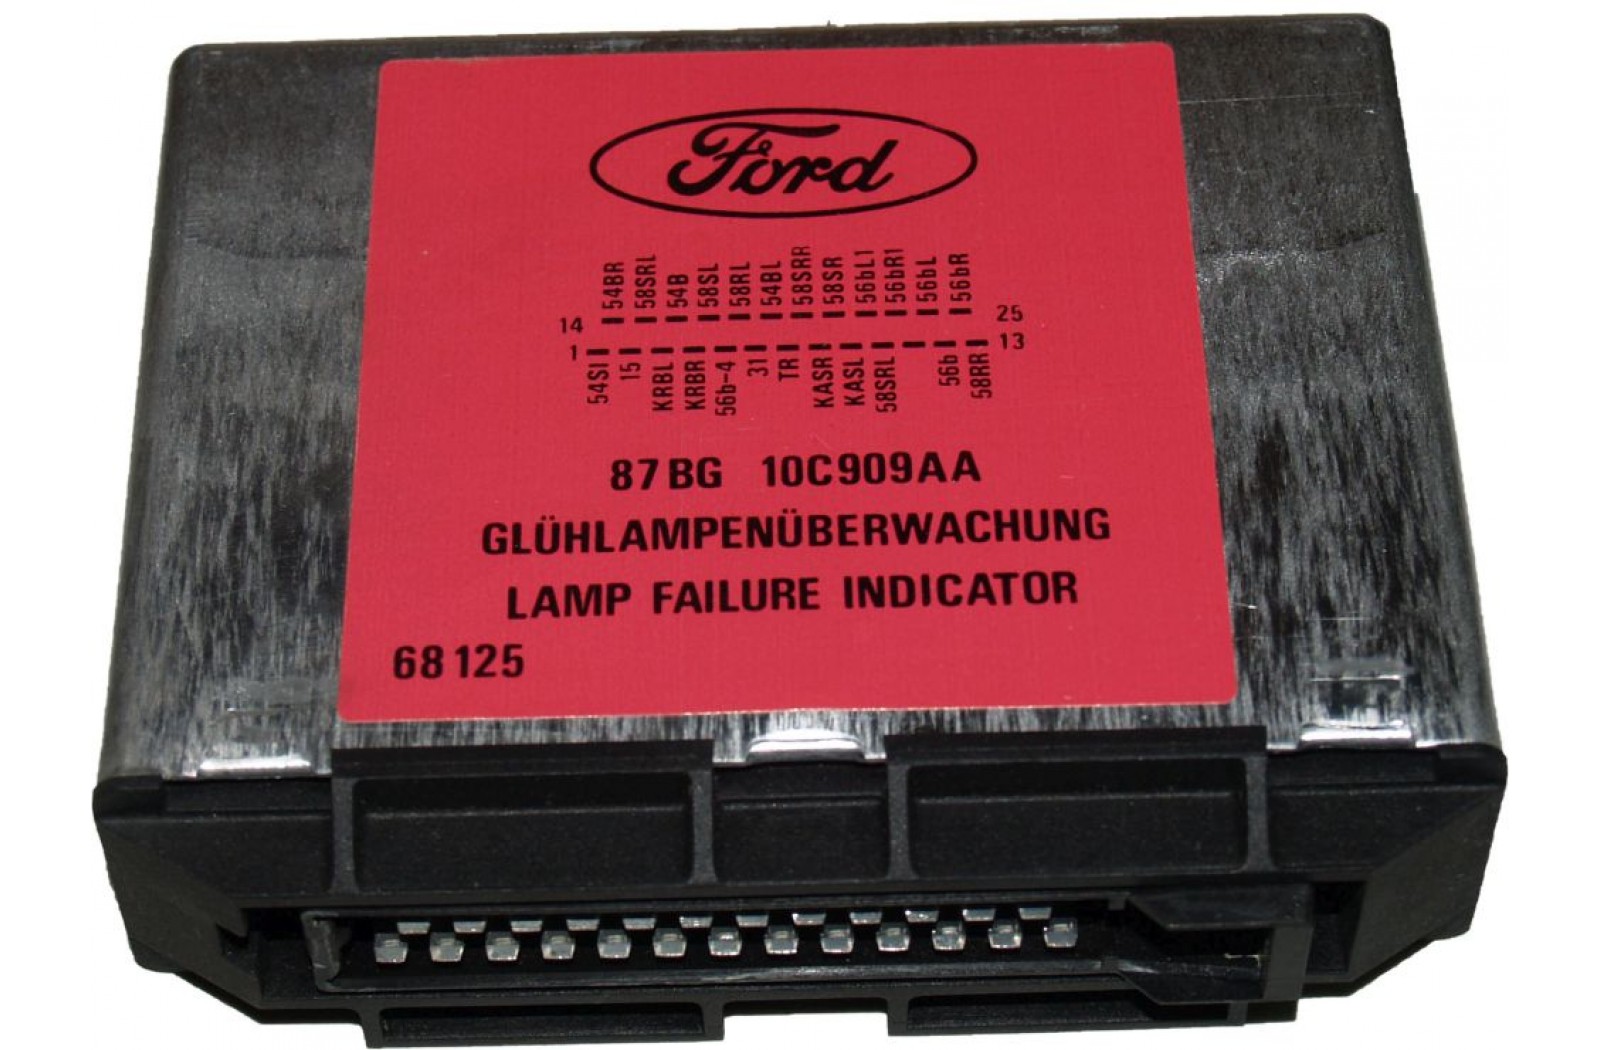 Ford
54BR 58SRL 54B 58SL 58RL 54BL 58SRR 58SR 56bL1 56bR1 56bL 56bR
14 25
1 13
54SI 15 KRBL KRBR 56b-4 31 TR KASR KASL 58SRL 56b 58RR
87BG 10C909AA
GLÜHLAMPENÜBERWACHUNG
LAMP FAILURE INDICATOR
68125